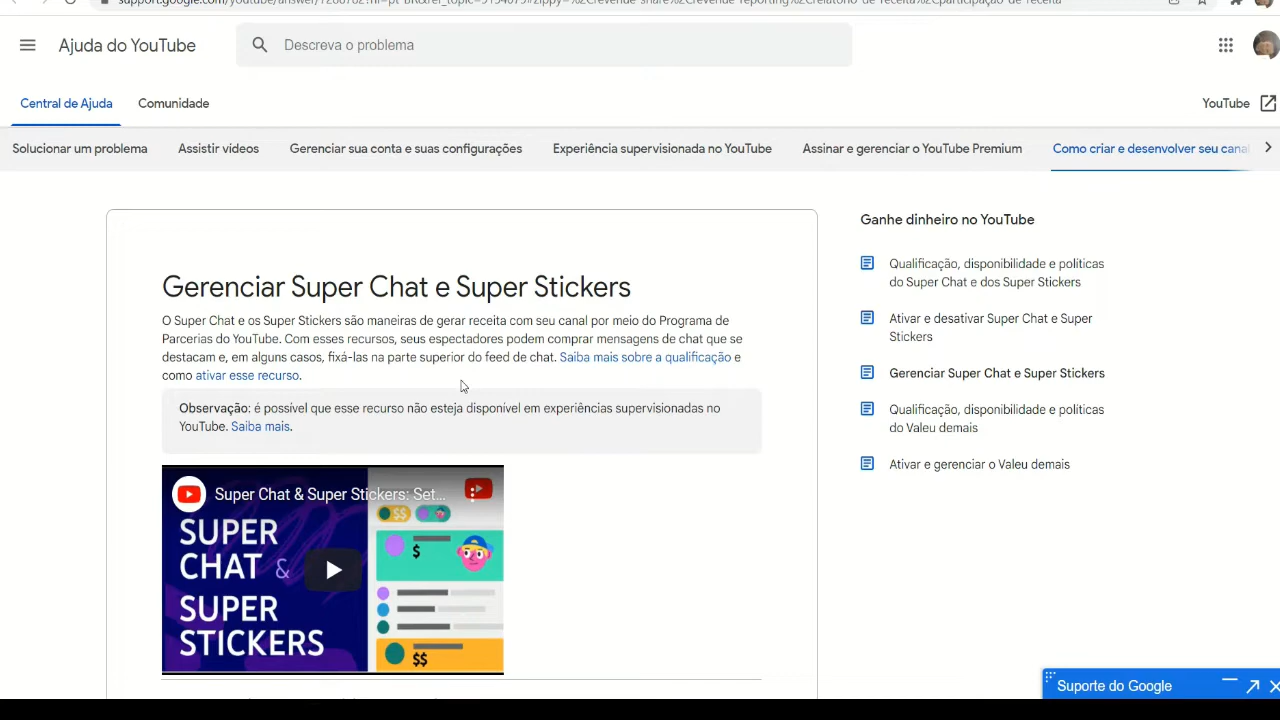 Ajuda do YouTube
Descreva o problema
Central de Ajuda
Comunidade
YouTube
Solucionar um problema
Assistir vídeos
Gerenciar sua conta e suas configurações
Experiência supervisionada no YouTube
Assinar e gerenciar o YouTube Premium
Como criar e desenvolver seu cana
Gerenciar Super Chat e Super Stickers
O Super Chat e os Super Stickers são maneiras de gerar receita com seu canal por meio do Programa de
Parcerias do YouTube. Com esses recursos, seus espectadores podem comprar mensagens de chat que se
destacam e, em alguns casos, fixá-las na parte superior do feed de chat. Saiba mais sobre a qualificação e
como ativar esse recurso.
Observação: é possível que esse recurso não esteja disponível em experiências supervisionadas no
YouTube. Saiba mais.
Super Chat & Super Stickers: Set...
SUPER
CHAT &
SUPER
STICKERS
$$
$
$$
Ganhe dinheiro no YouTube
Qualificação, disponibilidade e políticas
do Super Chat e dos Super Stickers
Ativar e desativar Super Chat e Super
Stickers
Gerenciar Super Chat e Super Stickers
Qualificação, disponibilidade e políticas
do Valeu demais
Ativar e gerenciar o Valeu demais
Suporte do Google